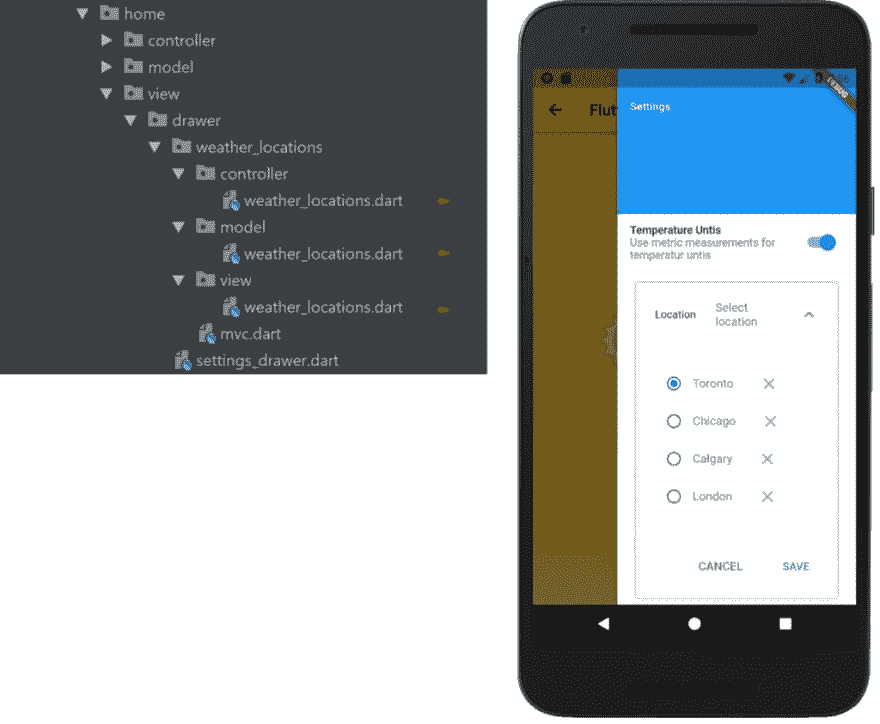 home
controller
model
view
drawer
weather_locations
controller
weather_locations.dart
model
weather_locations.dart
view
weather_locations.dart
mvc.dart
settings_drawer.dart
Flut
DEBUG
Settings
Temperature Untis
Use metric measurements for
temperatur untis
Location
Select
location
Toronto
Chicago
Calgary
London
CANCEL
SAVE